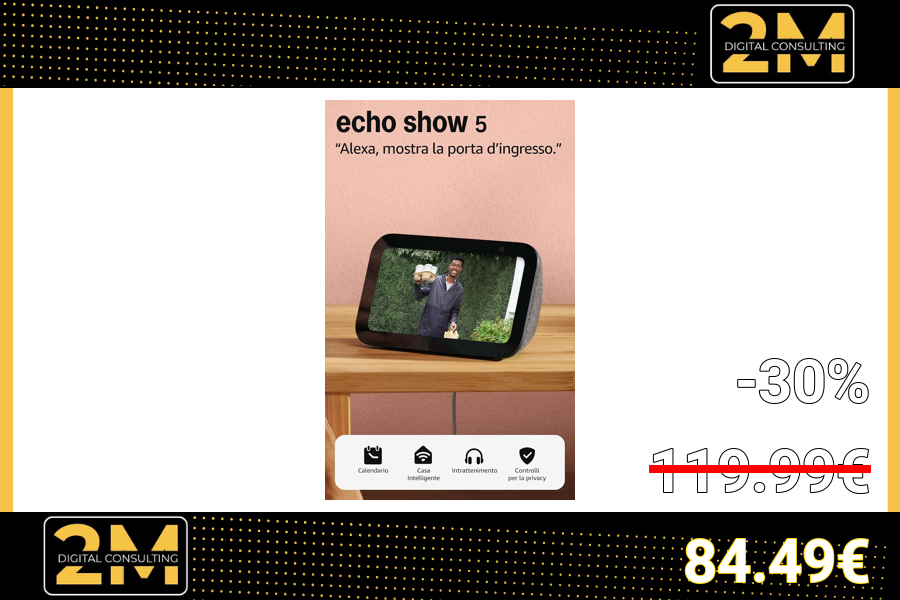 2M
DIGITAL CONSULTING
echo show 5
“Alexa, mostra la porta d’ingresso.”
Calendario
Casa
Intelligente
Intrattenimento
Controlli
per la privacy
-30%
119.99€
2M
DIGITAL CONSULTING
84.49€